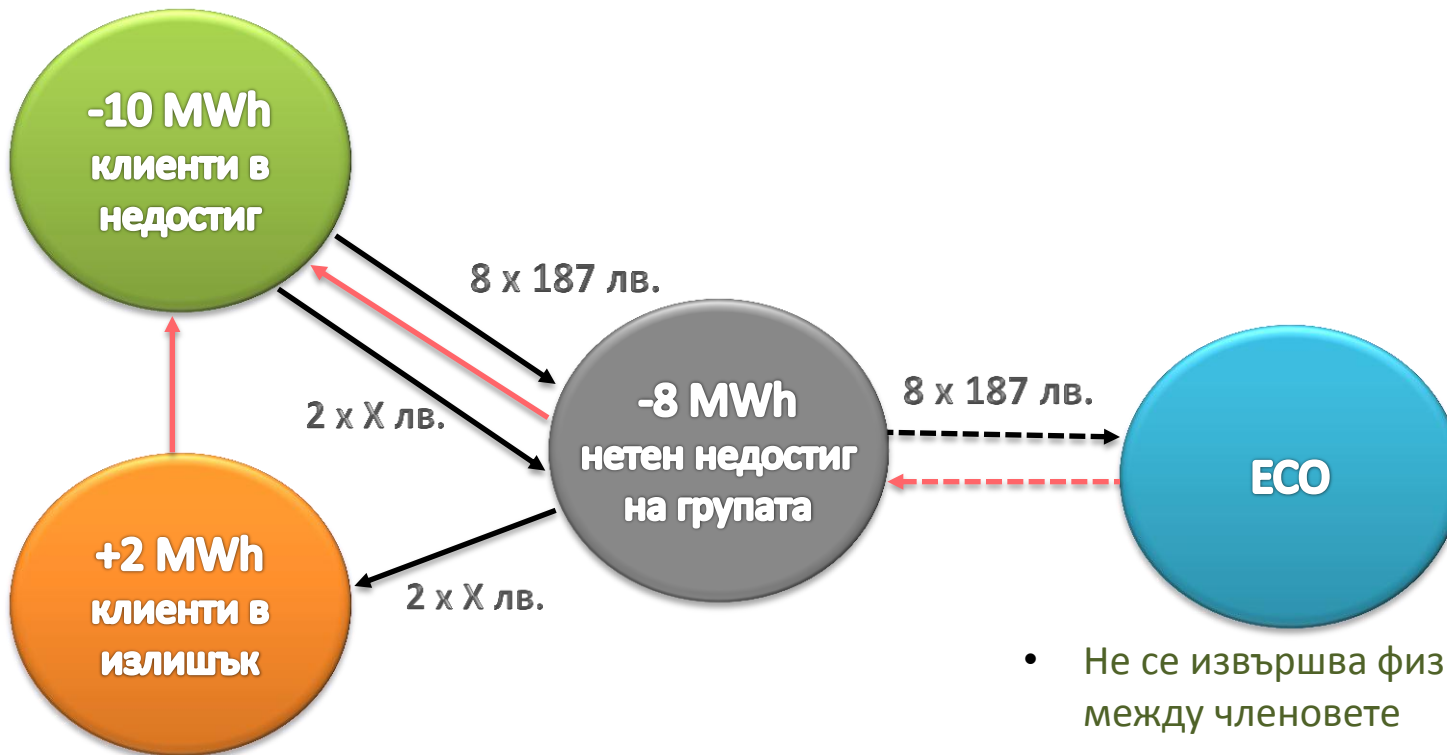 -10 MWh
клиенти в
недостиг
8 х 187 лв.
2 х Х лв.
-8 MWh
нетен недостиг
на групата
8 х 187 лв.
ЕСО
+2 MWh
клиенти в
излишък
2 х Х лв.
• Не се извършва физ
между членовете